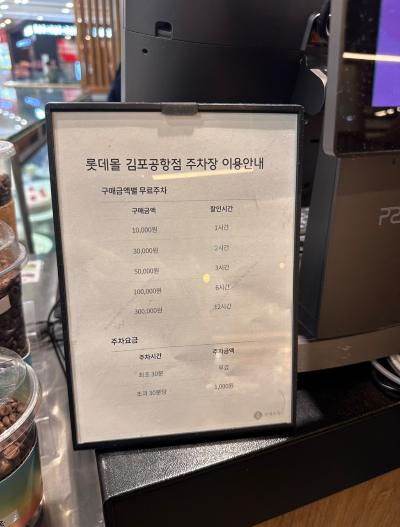 롯데몰 김포공항점 주차장 이용안내
구매금액별 무료주차
구매금액 할인시간
10,000원 1시간
30,000원 2시간
50,000원 3시간
100,000원 6시간
300,000원 12시간
주차요금
주차시간 주차금액
최초 30분 무료
초과 30분당 1,000원